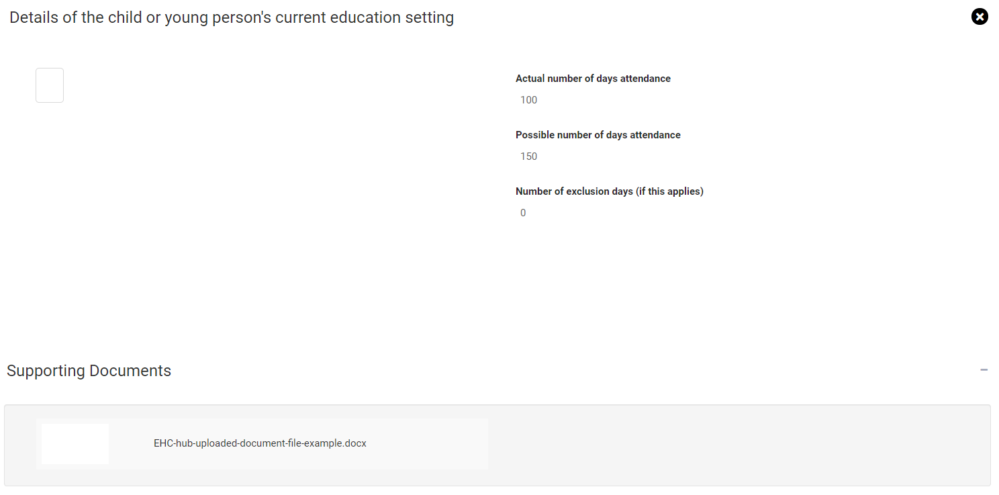 Details of the child or young person's current education setting
Actual number of days attendance
100
Possible number of days attendance
150
Number of exclusion days (if this applies)
0
Supporting Documents
EHC-hub-uploaded-document-file-example.docx